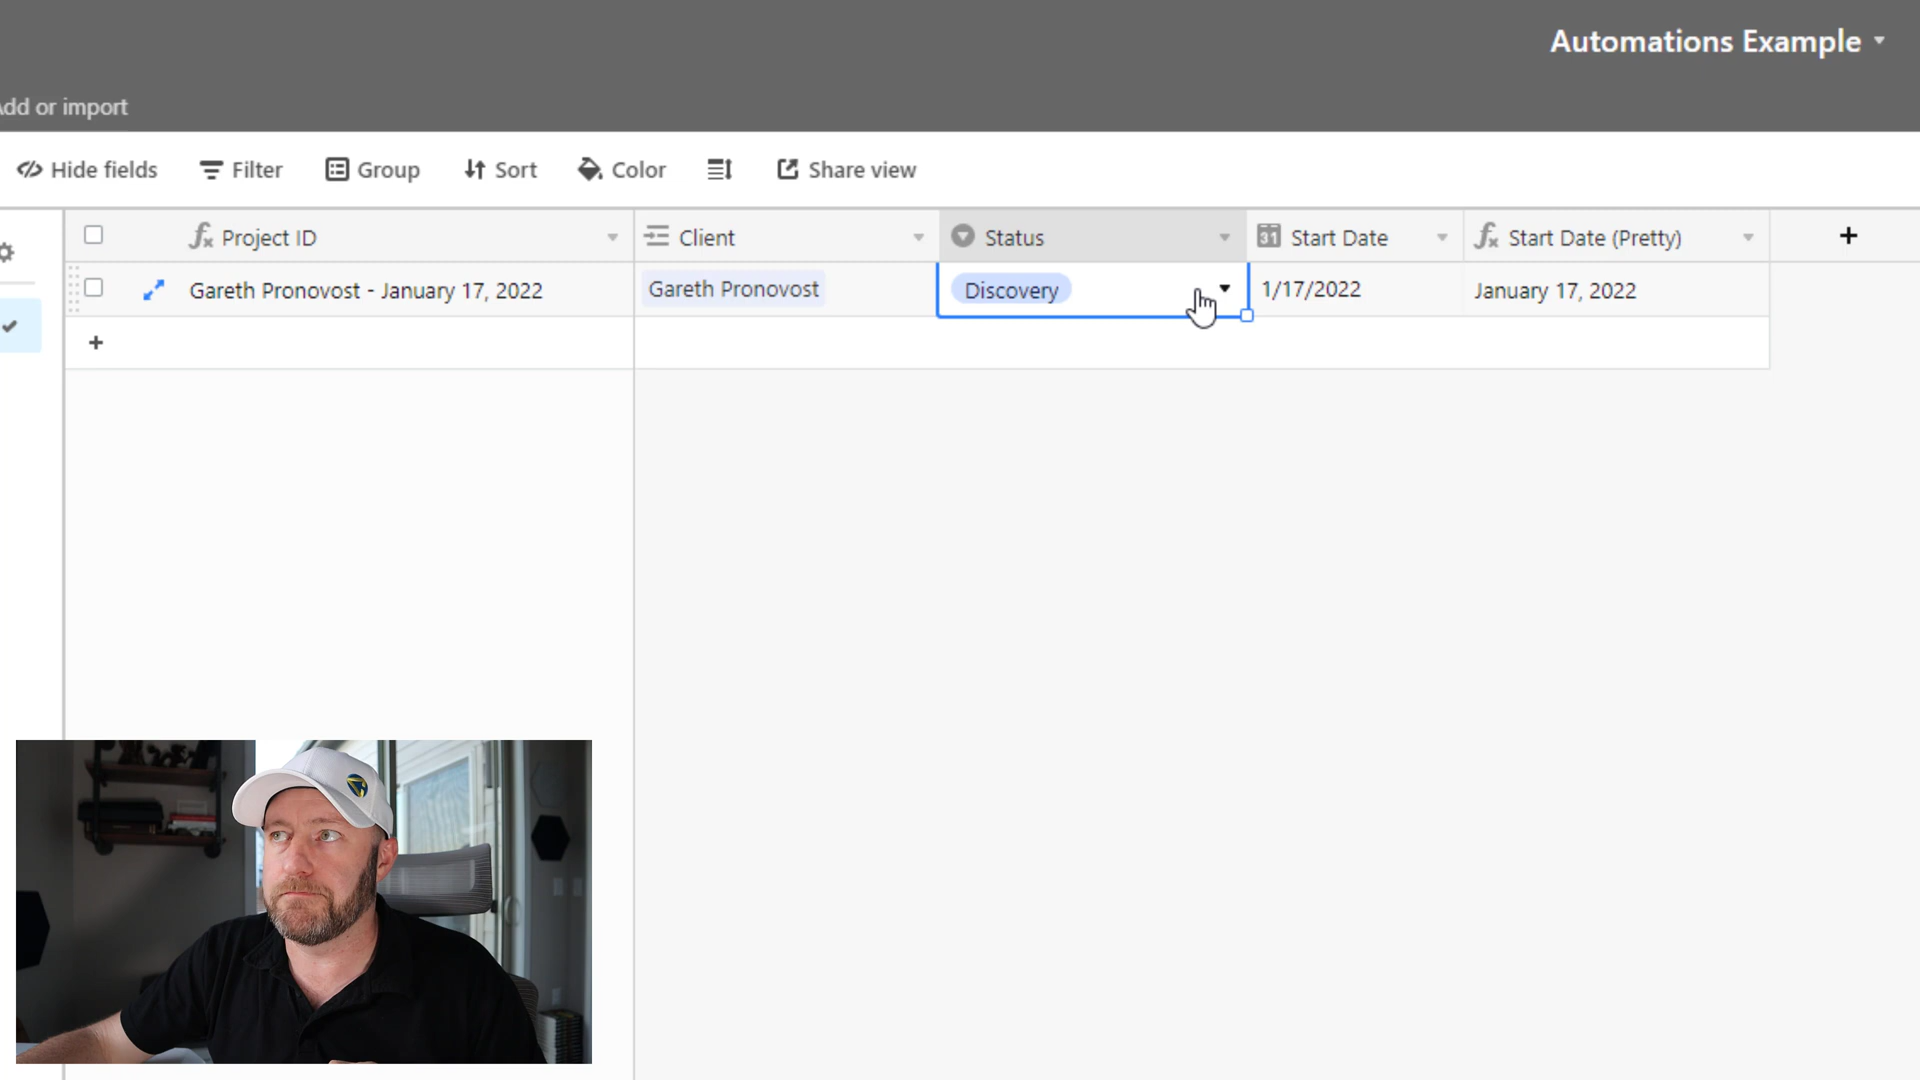 Automations Example
Add or import
Hide fields
Filter
Group
Sort
Color
Share view
Project ID
Client
Status
31 Start Date
Start Date (Pretty)
Gareth Pronovost - January 17, 2022
Gareth Pronovost
Discovery
1/17/2022
January 17, 2022